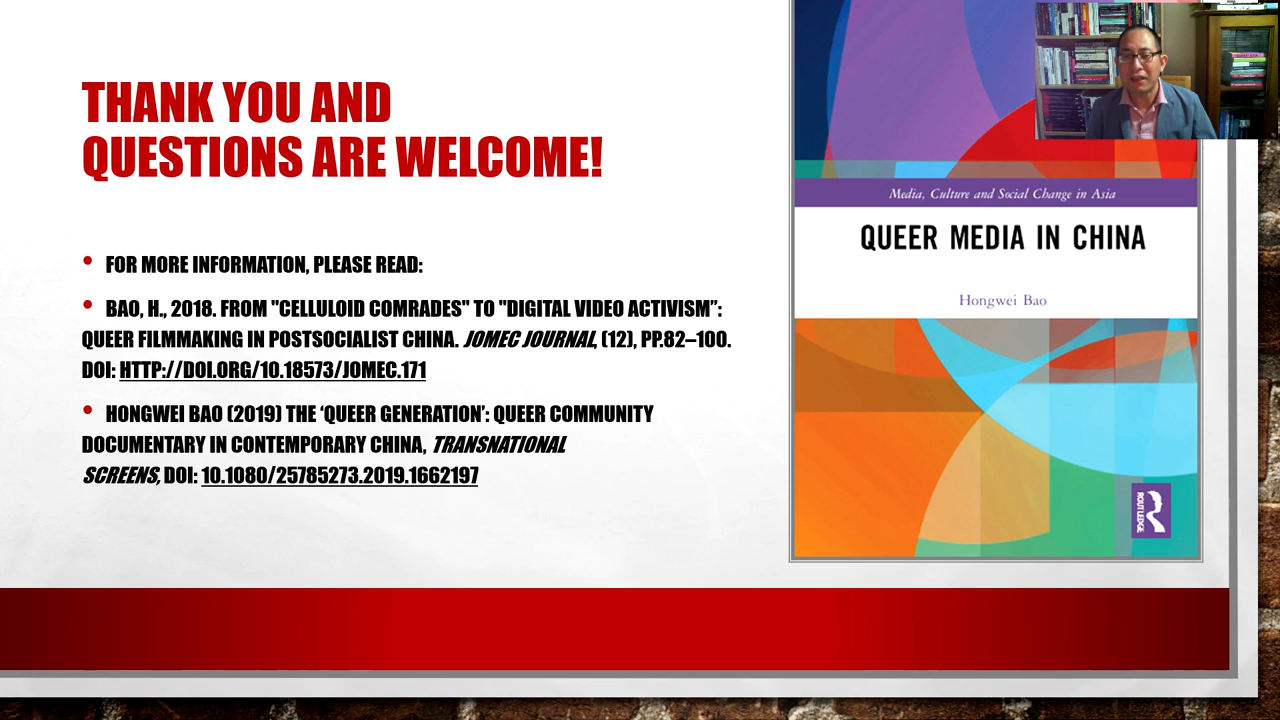 THANK YOU AND
QUESTIONS ARE WELCOME!
• FOR MORE INFORMATION, PLEASE READ:
• BAO, H., 2018. FROM "CELLULOID COMRADES" TO "DIGITAL VIDEO ACTIVISM”:
QUEER FILMMAKING IN POSTSOCIALIST CHINA. JOMEC JOURNAL, (12), PP.82–100.
DOI: HTTP://DOI.ORG/10.18573/JOMEC.171
• HONGWEI BAO (2019) THE ‘QUEER GENERATION’: QUEER COMMUNITY
DOCUMENTARY IN CONTEMPORARY CHINA, TRANSNATIONAL
SCREENS, DOI: 10.1080/25785273.2019.1662197
Media, Culture and Social Change in Asia
QUEER MEDIA IN CHINA
Hongwei Bao
ROUTLEDGE